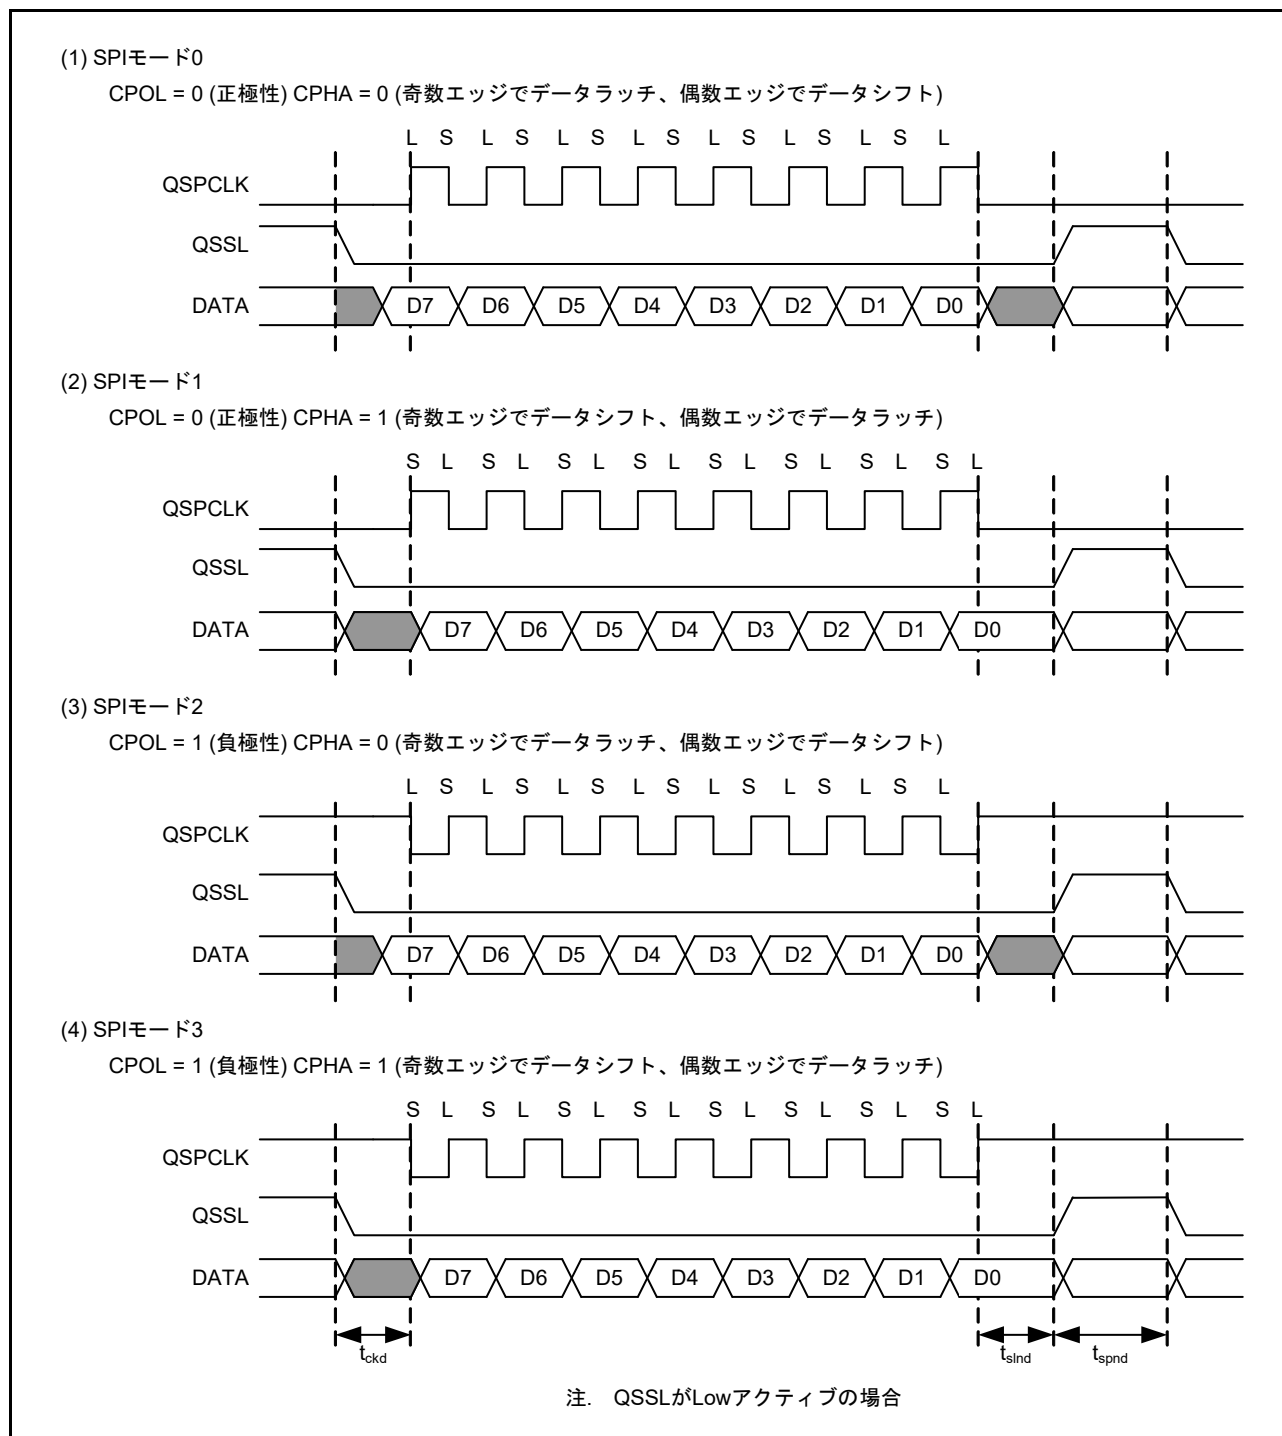 (1) SPIモード0
CPOL = 0 (正極性) CPHA = 0 (奇数エッジでデータラッチ、偶数エッジでデータシフト)
L S L S L S L S L S L S L S L
QSPCLK
QSSL
DATA D7 D6 D5 D4 D3 D2 D1 D0
(2) SPIモード1
CPOL = 0 (正極性) CPHA = 1 (奇数エッジでデータシフト、偶数エッジでデータラッチ)
S L S L S L S L S L S L S L S L
QSPCLK
QSSL
DATA D7 D6 D5 D4 D3 D2 D1 D0
(3) SPIモード2
CPOL = 1 (負極性) CPHA = 0 (奇数エッジでデータラッチ、偶数エッジでデータシフト)
L S L S L S L S L S L S L S L
QSPCLK
QSSL
DATA D7 D6 D5 D4 D3 D2 D1 D0
(4) SPIモード3
CPOL = 1 (負極性) CPHA = 1 (奇数エッジでデータシフト、偶数エッジでデータラッチ)
S L S L S L S L S L S L S L S L
QSPCLK
QSSL
DATA D7 D6 D5 D4 D3 D2 D1 D0
tckd tslnd tspnd
注. QSSLがLowアクティブの場合